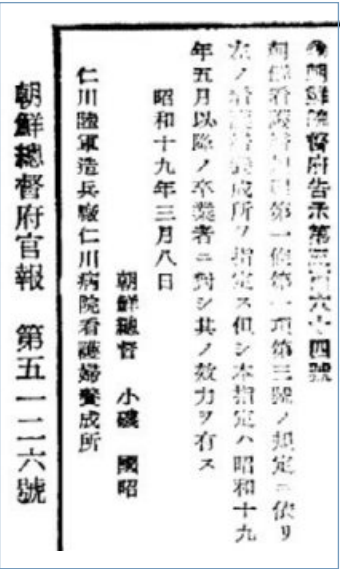 ◉朝鮮總督府告示第三百六十四號
朝鮮看護婦規則第一條第一項第三號ノ規定ニ依リ
左ノ看護婦養成所ヲ指定ス但シ本指定ハ昭和十九
年五月以降ノ卒業者ニ對シ其ノ效力ヲ有ス
昭和十九年三月八日
朝鮮總督 小磯 國昭
仁川陸軍造兵廠仁川病院看護婦養成所
朝鮮總督府官報 第五一二六號